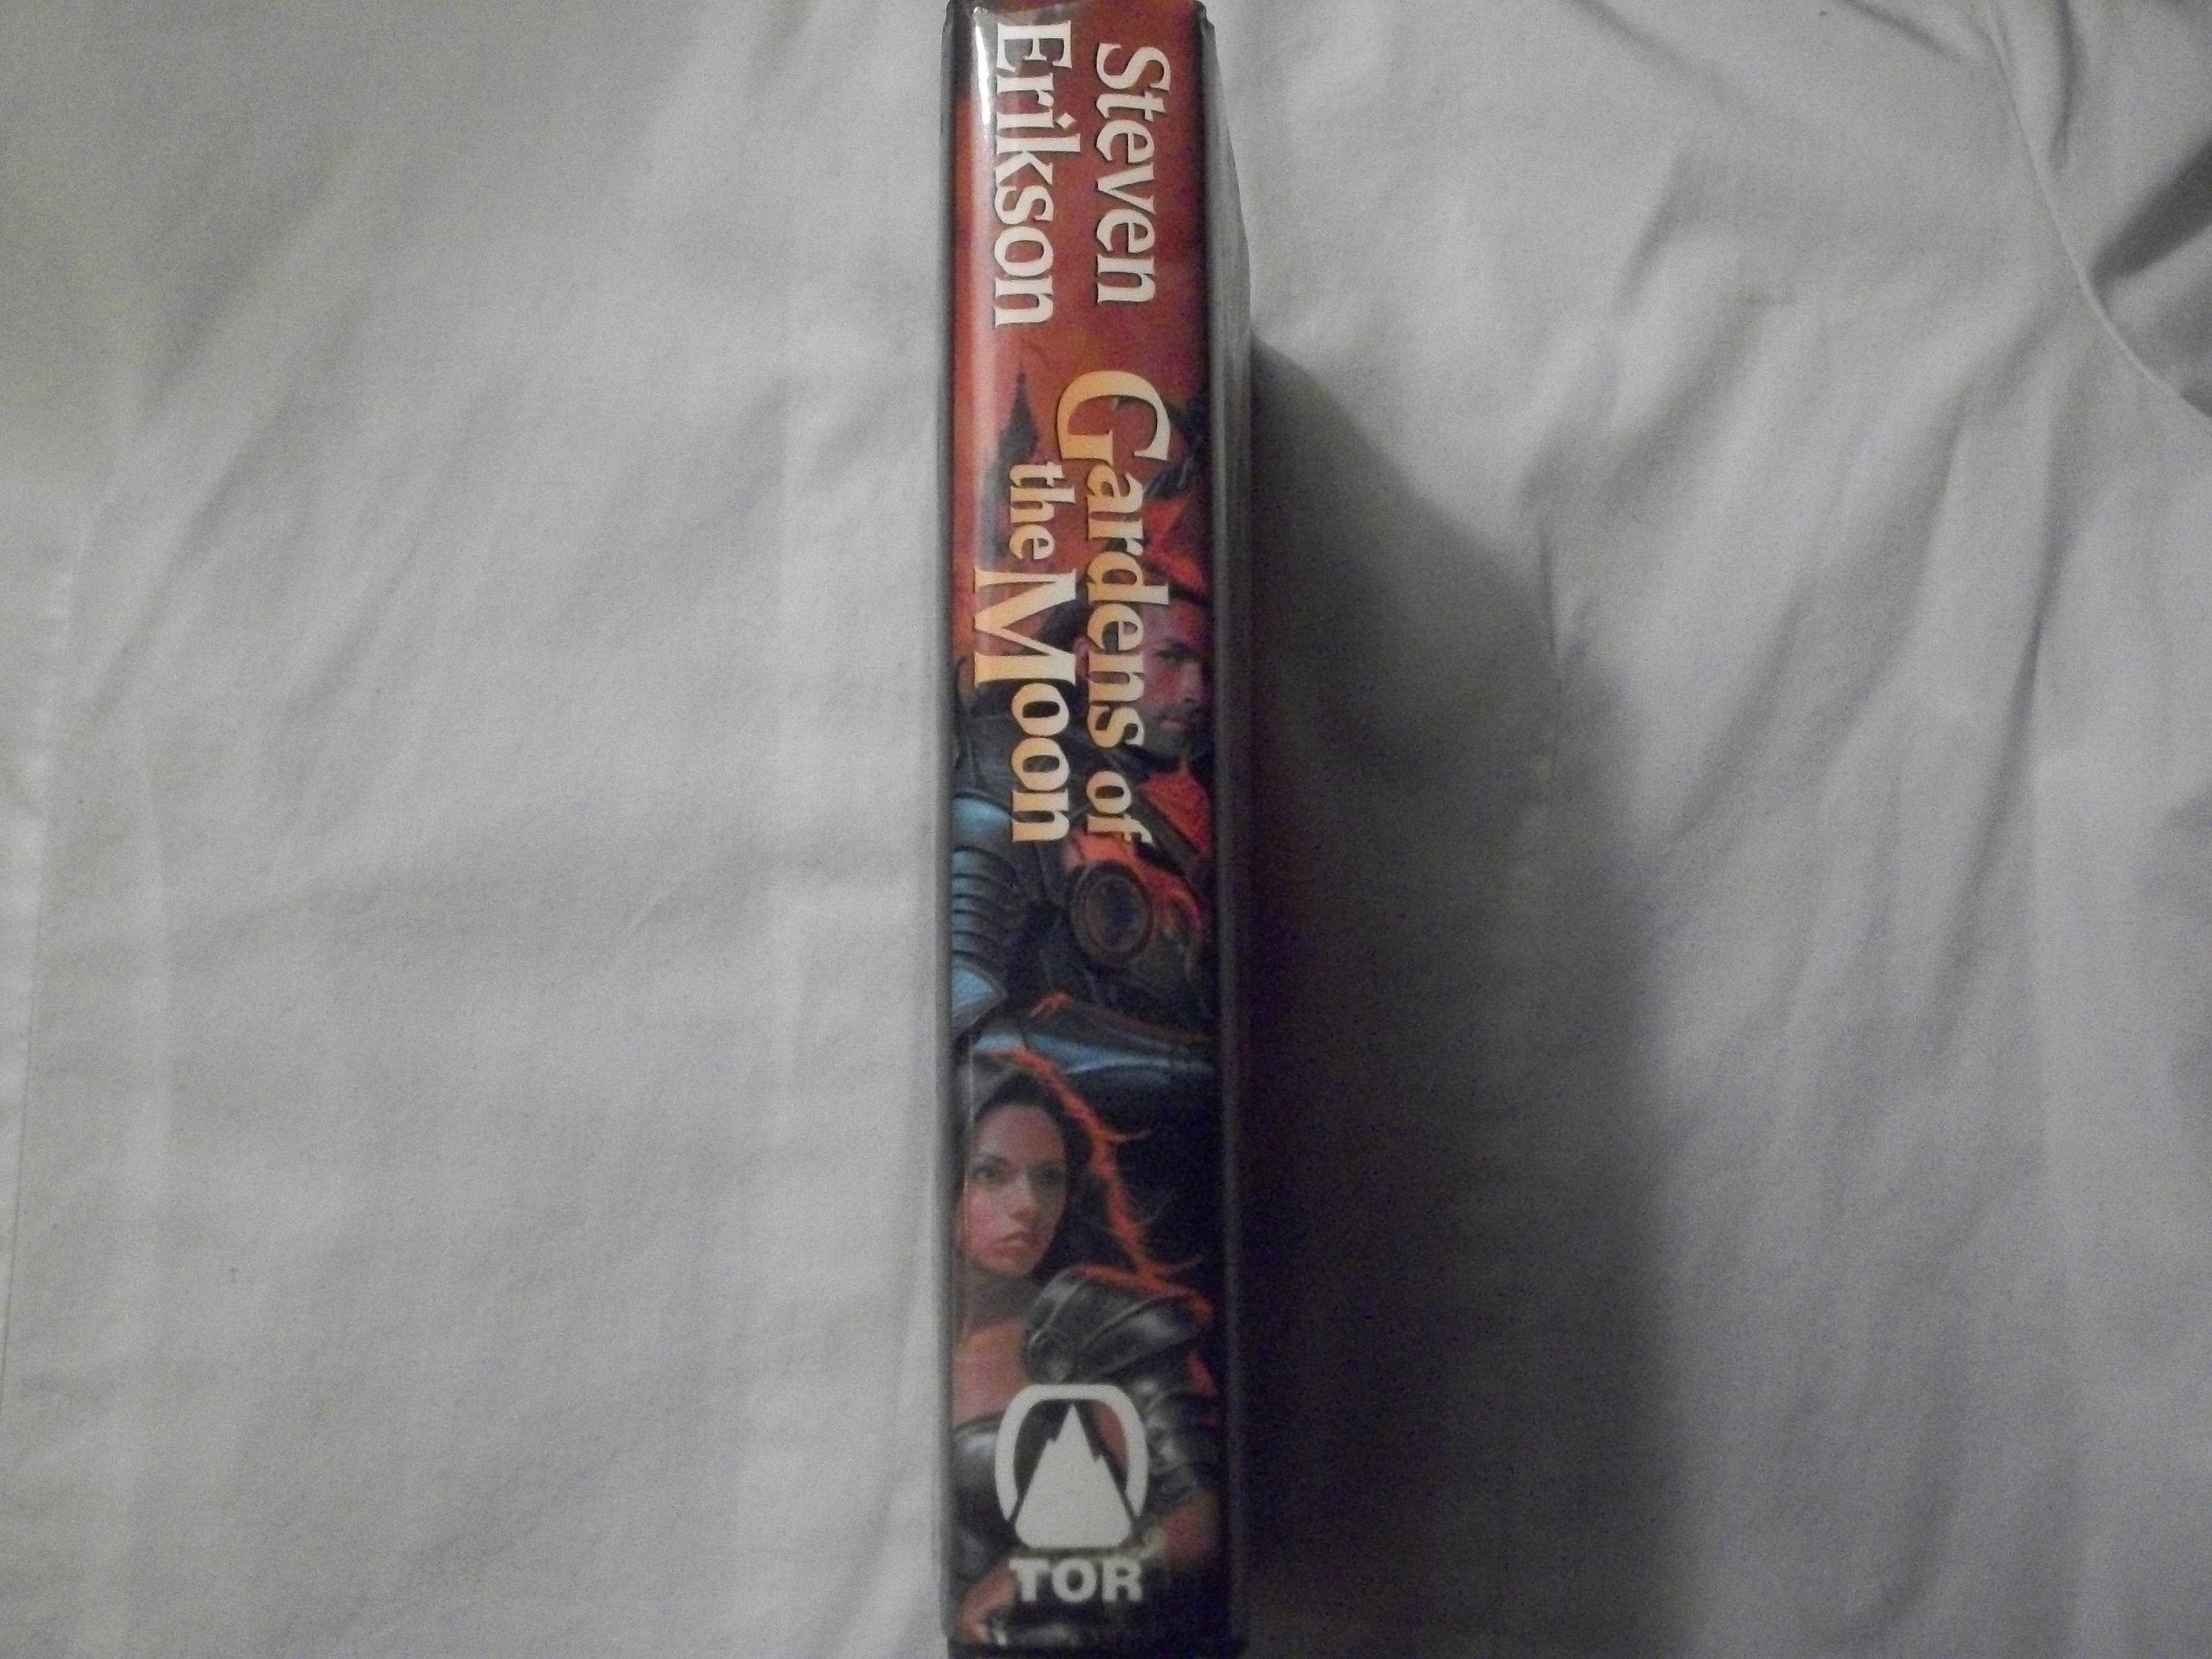 Steven
Erikson
Gardens of
the Moon
TOR